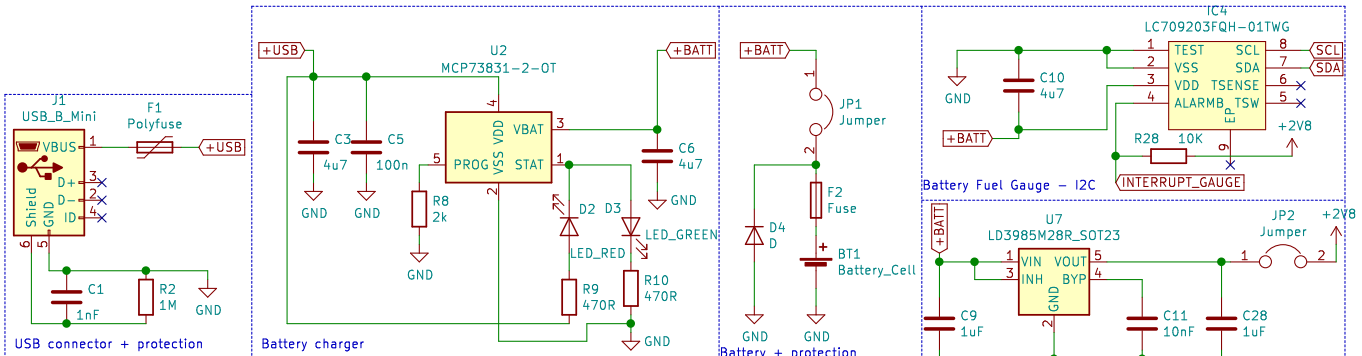 J1
USB_B_Mini
VBUS 1
D+ 3
D- 2
ID 4
Shield
GND
6
5
F1
Polyfuse
+USB
C1
1nF
R2
1M
GND
USB connector + protection
+USB
C3
4u7
GND
C5
100n
GND
U2
MCP73831-2-OT
4
VDD
VBAT 3
5 PROG
STAT 1
VSS
2
R8
2k
GND
D2
LED_RED
D3
LED_GREEN
R9
470R
R10
470R
GND
+BATT
C6
4u7
GND
Battery charger
+BATT
1
JP1
Jumper
2
F2
Fuse
D4
D
+
BT1
Battery_Cell
GND
GND
Battery + protection
IC4
LC709203FQH-01TWG
1 TEST SCL 8 SCL
2 VSS SDA 7 SDA
3 VDD TSENSE 6
4 ALARMB TSW 5
EP
9
GND
C10
4u7
+BATT
R28 10K
+2V8
INTERRUPT_GAUGE
Battery Fuel Gauge - I2C
+BATT
U7
LD3985M28R_SOT23
1 VIN VOUT 5
3 INH BYP 4
GND
2
C9
1uF
C11
10nF
C28
1uF
JP2
Jumper
1 2
+2V8